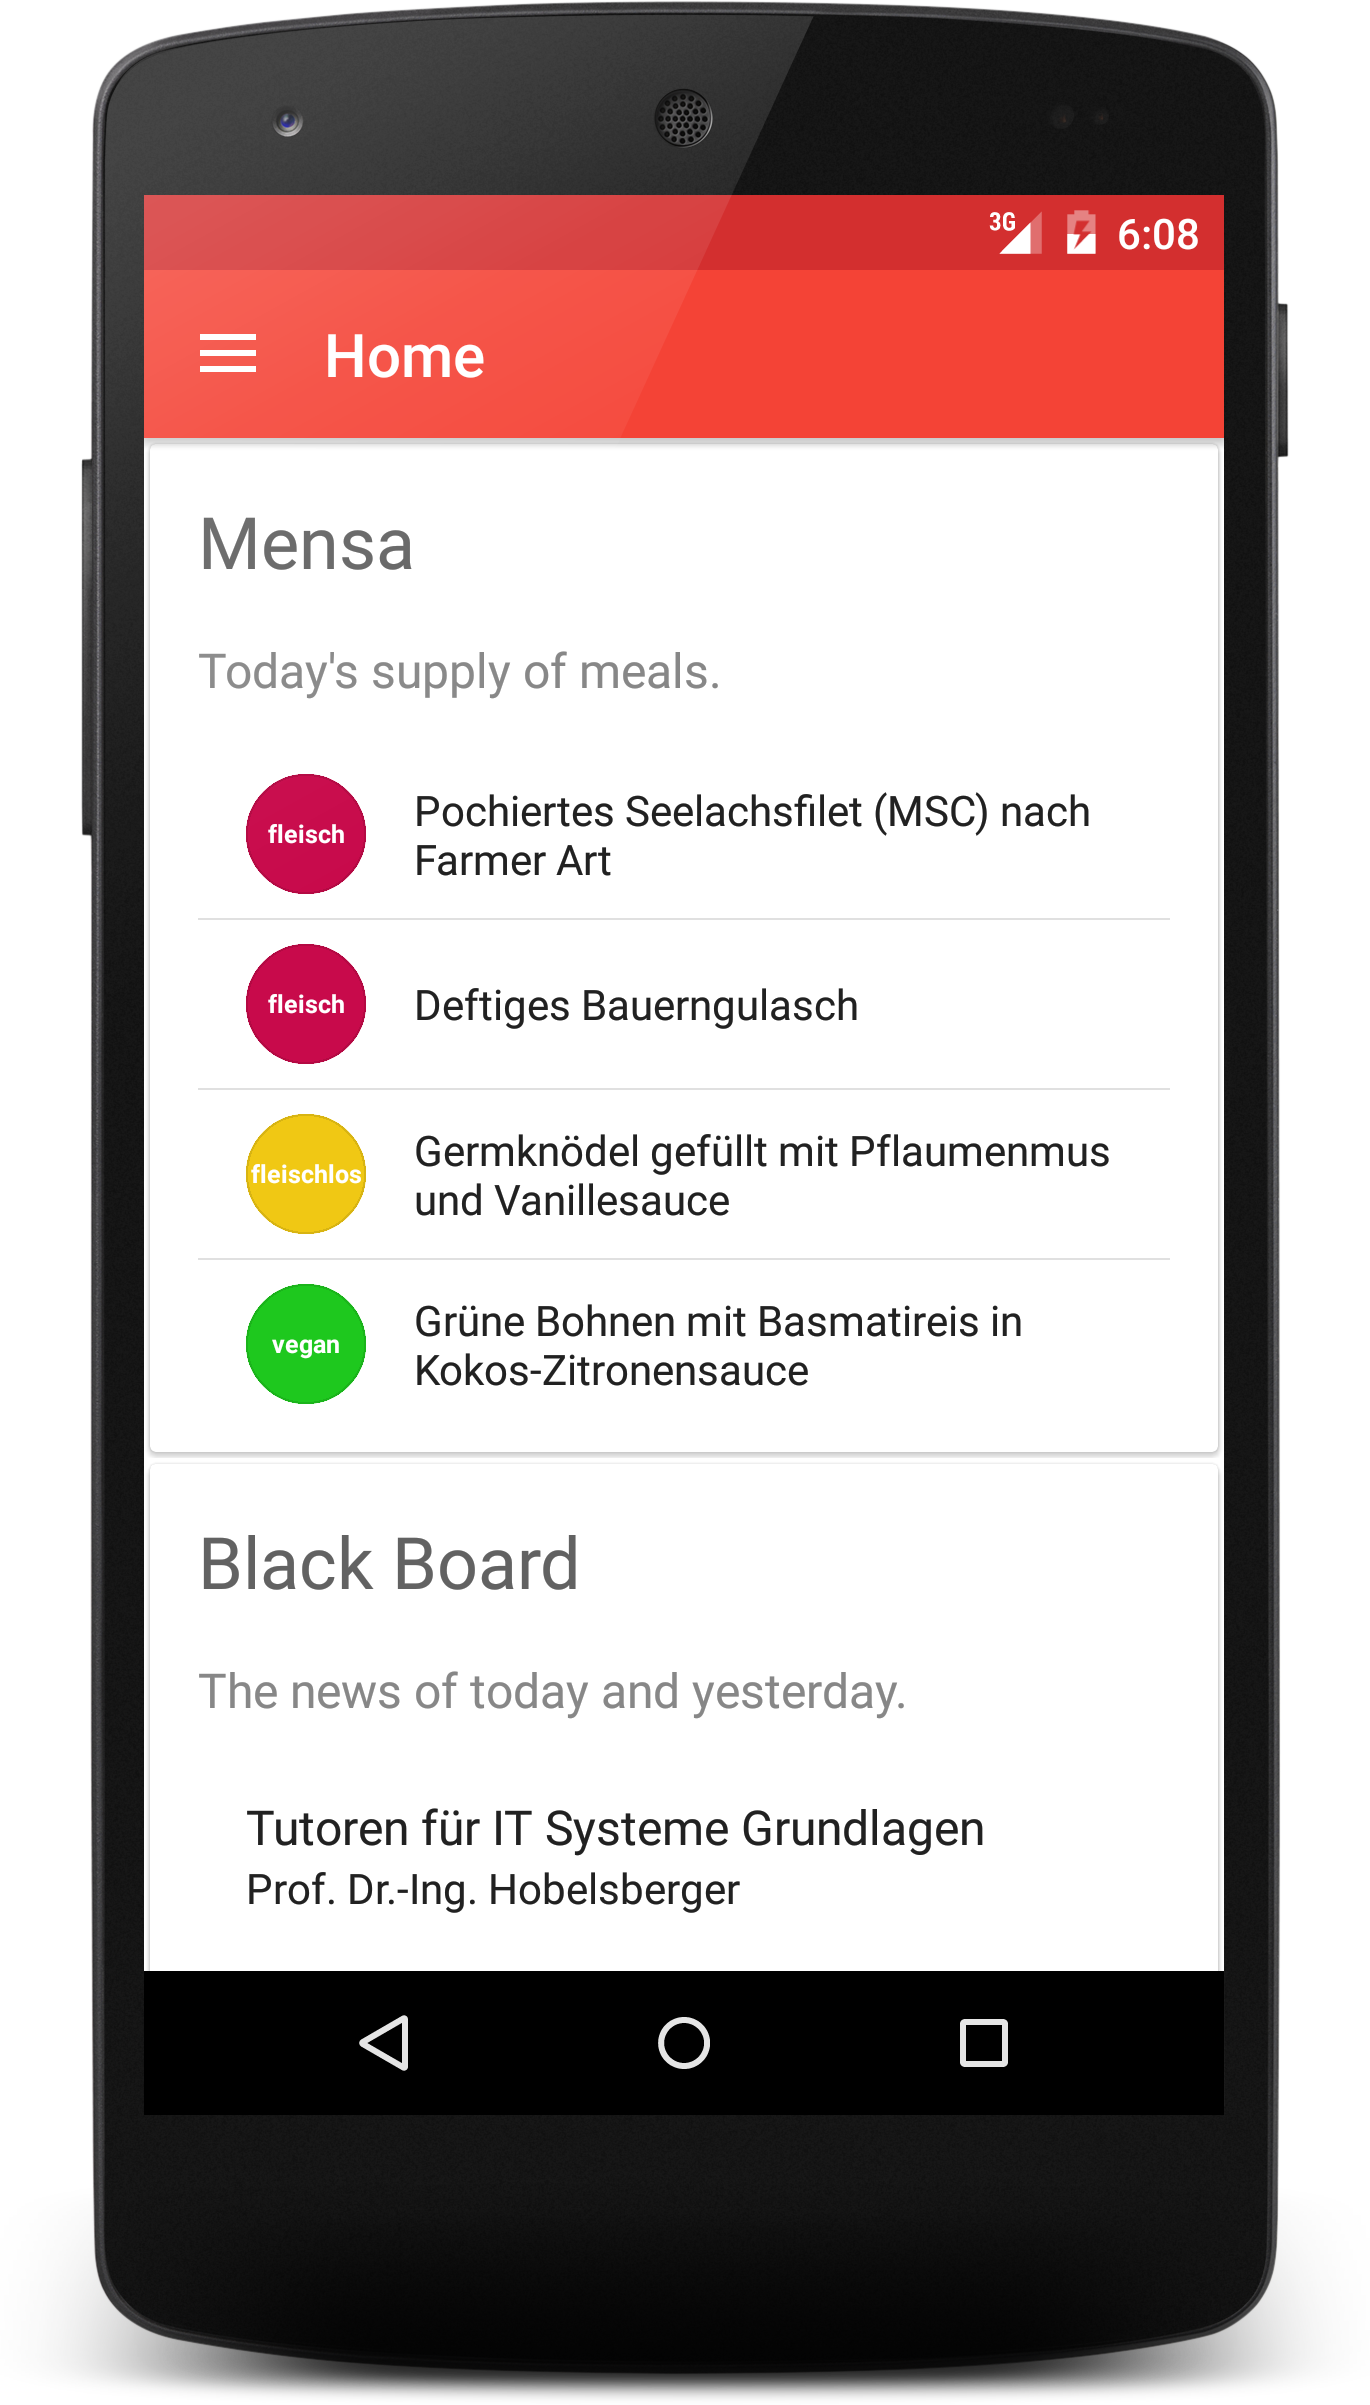 3G 6:08
Home
Mensa
Today's supply of meals.
fleisch
Pochiertes Seelachsfilet (MSC) nach
Farmer Art
fleisch
Deftiges Bauerngulasch
fleischlos
Germknödel gefüllt mit Pflaumenmus
und Vanillesauce
vegan
Grüne Bohnen mit Basmatireis in
Kokos-Zitronensauce
Black Board
The news of today and yesterday.
Tutoren für IT Systeme Grundlagen
Prof. Dr.-Ing. Hobelsberger